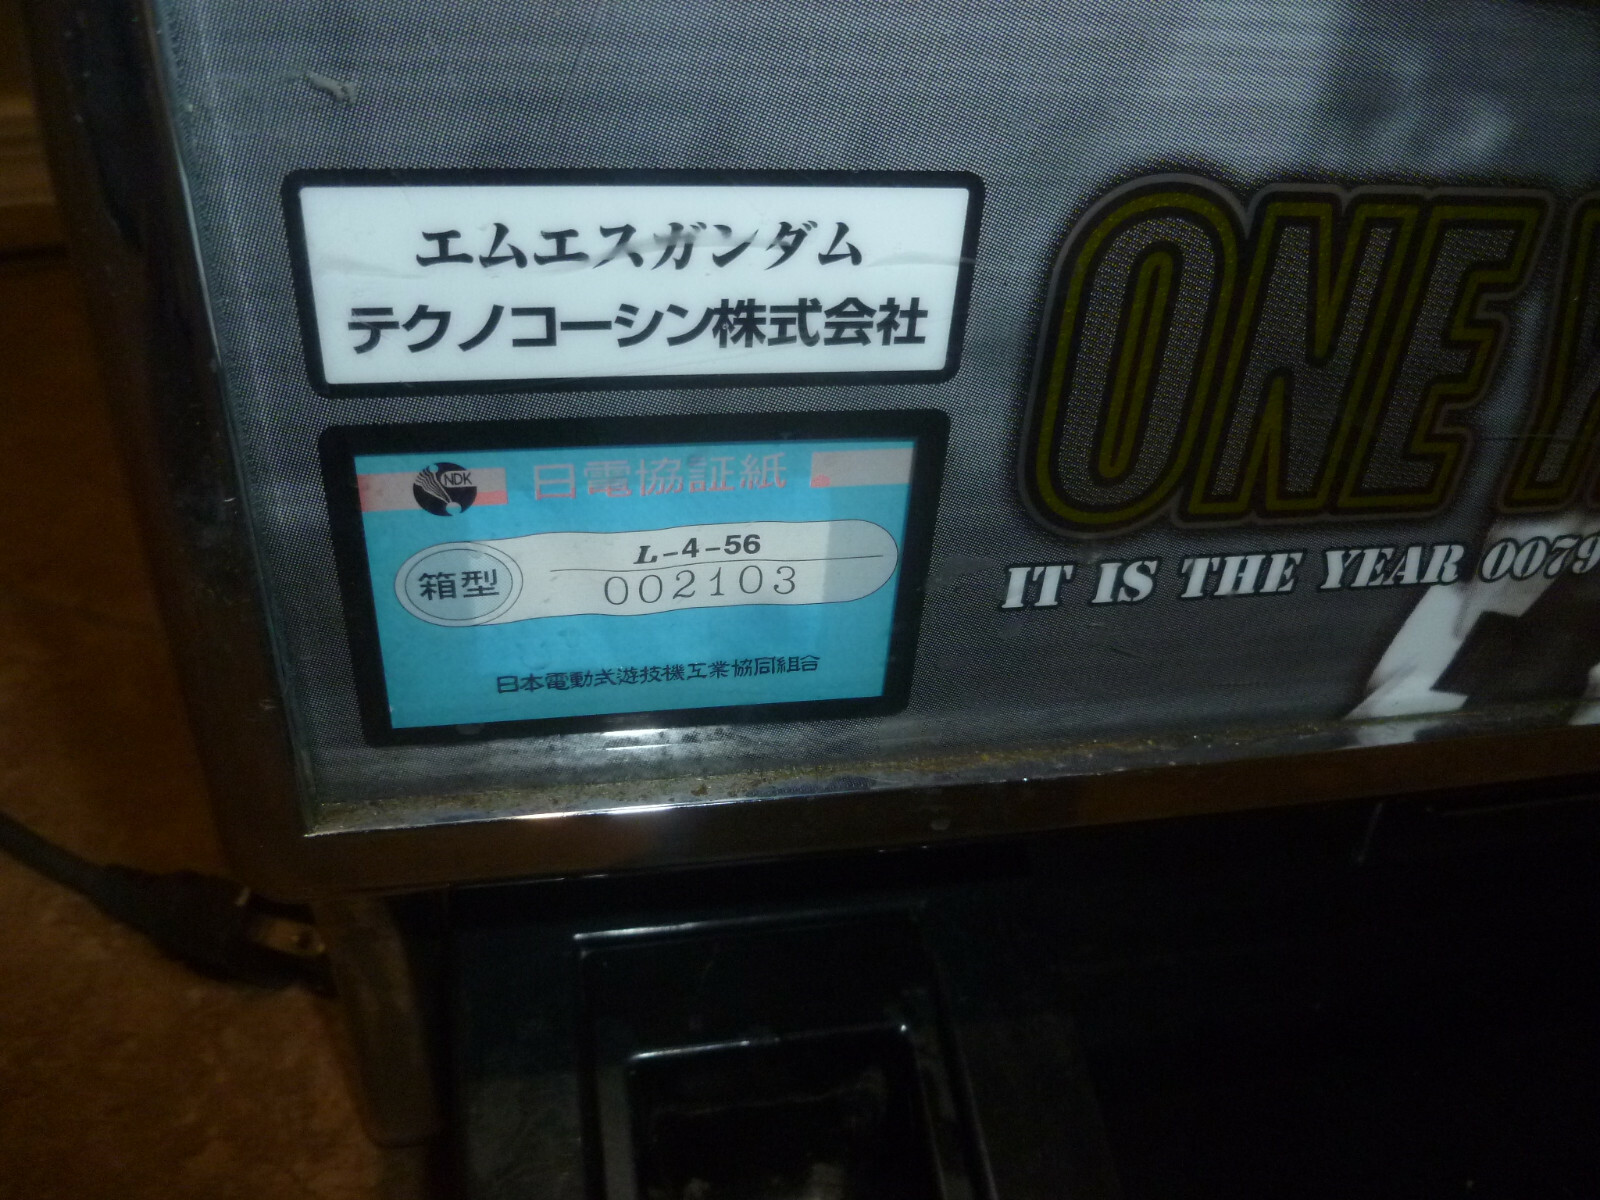 エムエスガンダム
テクノコーシン株式会社
NDK 日電協証紙
箱型
L-4-56
002103
日本電動式遊技機工業協同組合
ONE
IT IS THE YEAR 0079